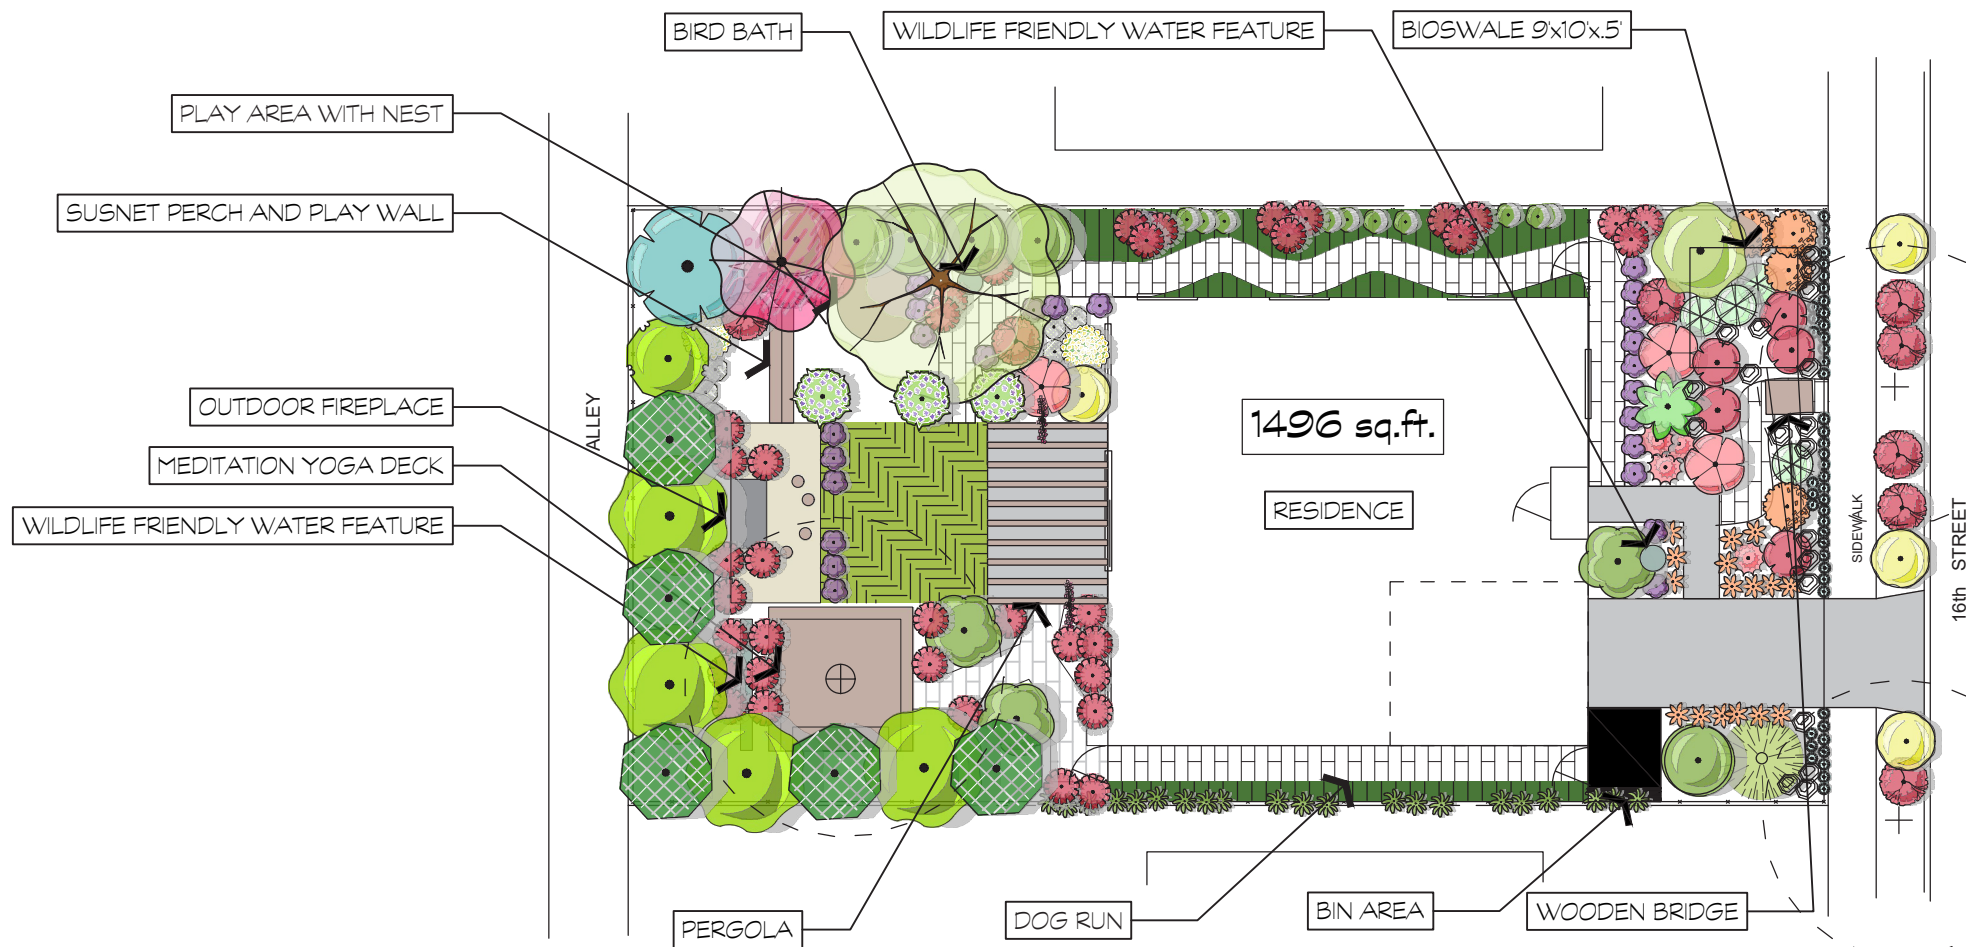 BIRD BATH
WILDLIFE FRIENDLY WATER FEATURE
BIOSWALE 9'x10'x.5'
PLAY AREA WITH NEST
SUSNET PERCH AND PLAY WALL
OUTDOOR FIREPLACE
MEDITATION YOGA DECK
WILDLIFE FRIENDLY WATER FEATURE
ALLEY
1496 sq.ft.
RESIDENCE
SIDEWALK
16th STREET
PERGOLA
DOG RUN
BIN AREA
WOODEN BRIDGE